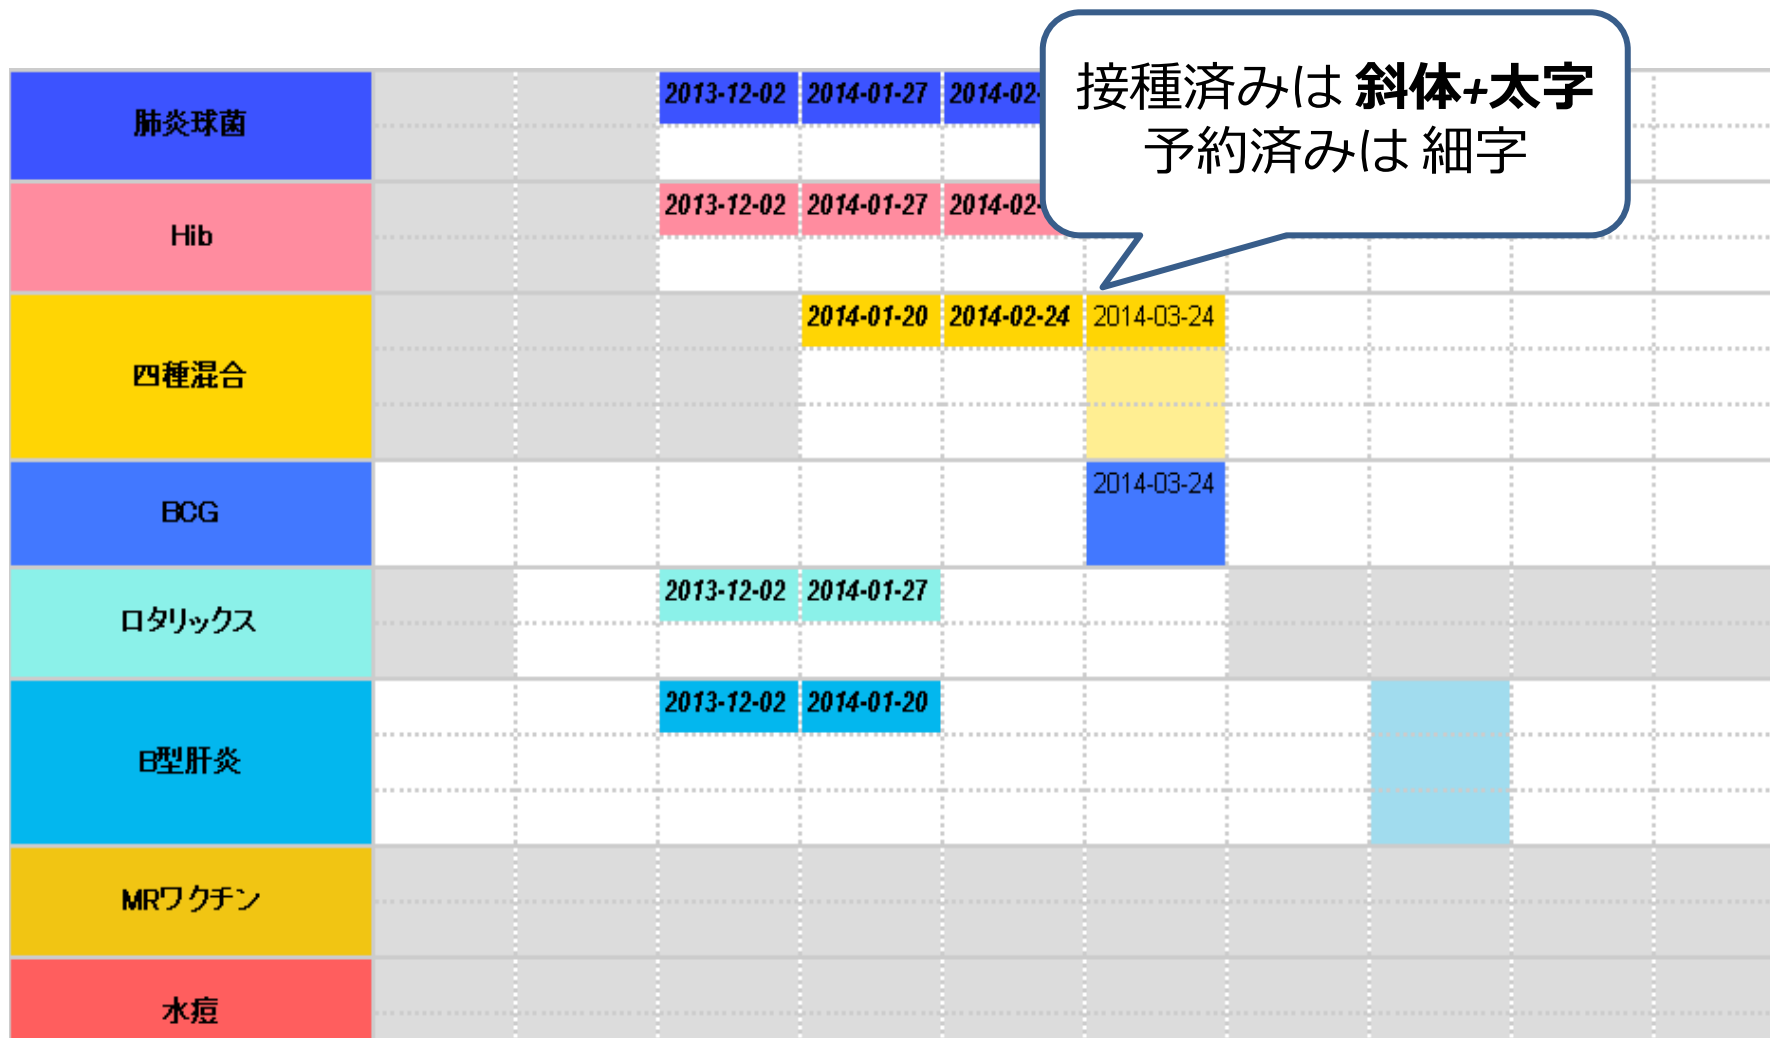 接種済みは 斜体+太字
予約済みは 細字
肺炎球菌 2013-12-02 2014-01-27 2014-02-
Hib 2013-12-02 2014-01-27 2014-02-
四種混合 2014-01-20 2014-02-24 2014-03-24
BCG 2014-03-24
ロタリックス 2013-12-02 2014-01-27
B型肝炎 2013-12-02 2014-01-20
MRワクチン
水痘